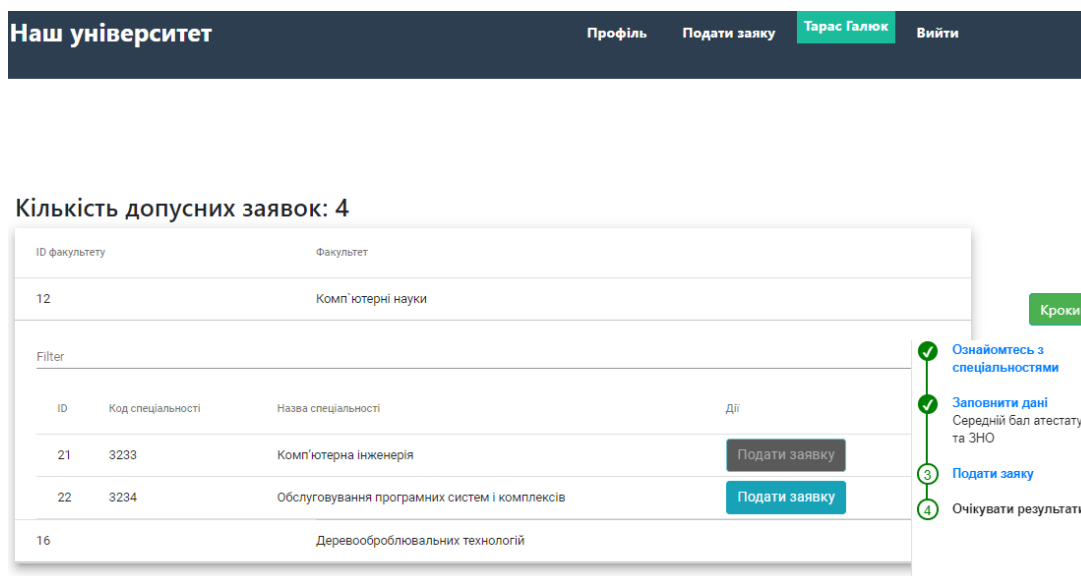 Наш університет
Профіль Подати заяку Тарас Галюк Вийти
Кількість допусних заявок: 4
ID факультету Факультет
12 Комп`ютерні науки
Кроки
Filter
ID Код спеціальності Назва спеціальності Дії
21 3233 Комп'ютерна інженерія Подати заявку
22 3234 Обслуговування програмних систем і комплексів Подати заявку
16 Деревооброблювальних технологій
Ознайомтесь з
спеціальностями
Заповнити дані
Середній бал атестату
та ЗНО
3 Подати заяку
4 Очікувати результати